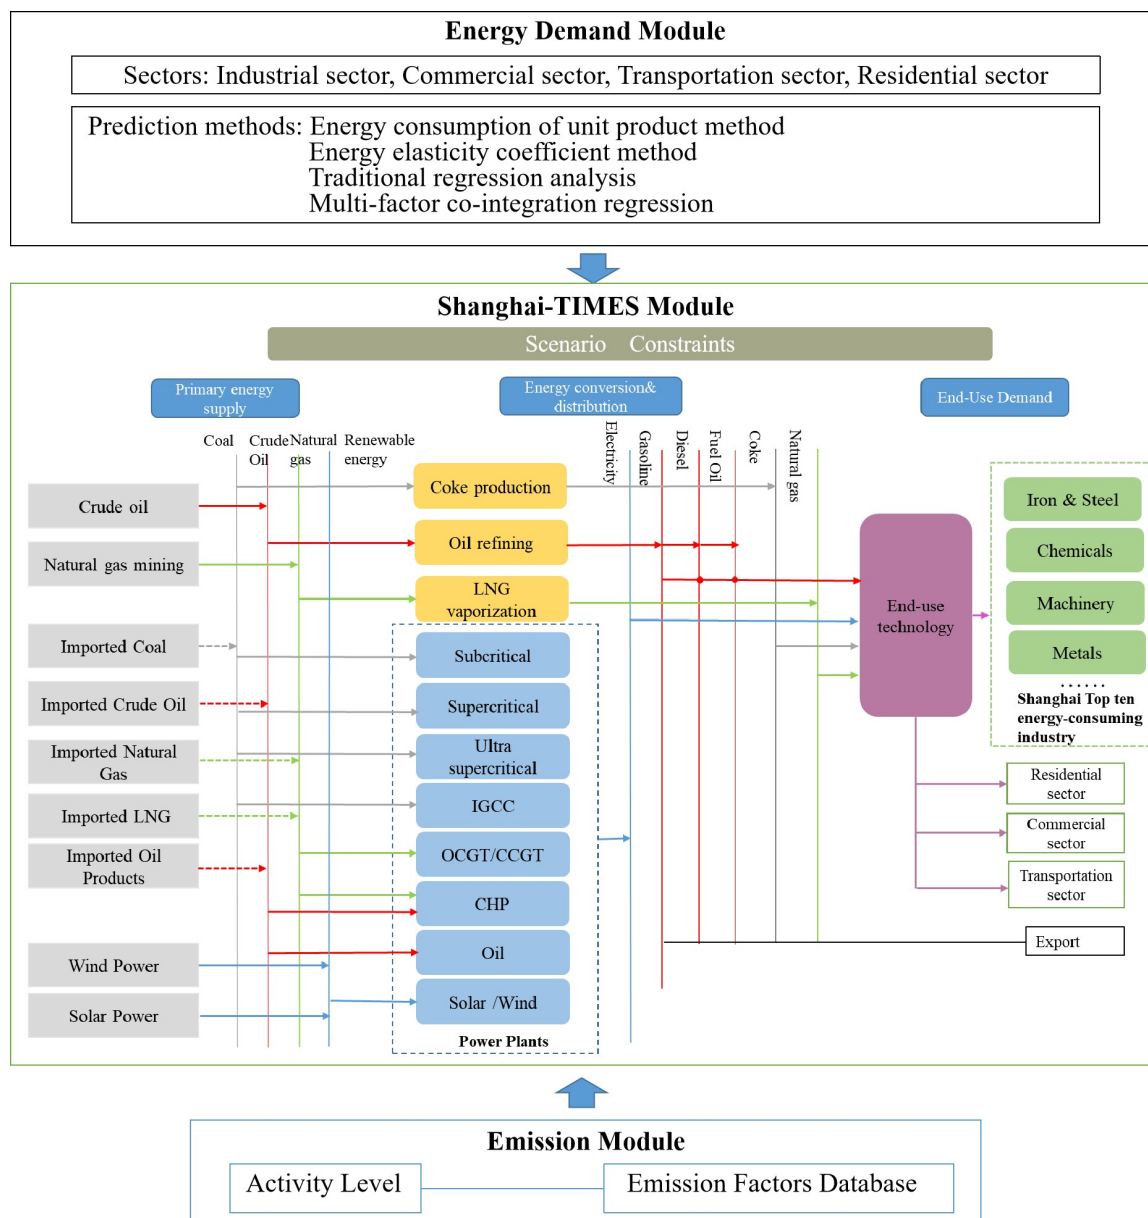 Energy Demand Module
Sectors: Industrial sector, Commercial sector, Transportation sector, Residential sector
Prediction methods: Energy consumption of unit product method
Energy elasticity coefficient method
Traditional regression analysis
Multi-factor co-integration regression
Shanghai-TIMES Module
Scenario Constraints
Primary energy
supply
Energy conversion&
distribution
End-Use Demand
Coal
Crude
Oil
Natural
gas
Renewable
energy
Electricity
Gasoline
Diesel
Fuel Oil
Coke
Natural gas
Crude oil
Natural gas mining
Imported Coal
Imported Crude Oil
Imported Natural
Gas
Imported LNG
Imported Oil
Products
Wind Power
Solar Power
Coke production
Oil refining
LNG
vaporization
Subcritical
Supercritical
Ultra
supercritical
IGCC
OCGT/CCGT
CHP
Oil
Solar /Wind
Power Plants
End-use
technology
Iron & Steel
Chemicals
Machinery
Metals
······
Shanghai Top ten
energy-consuming
industry
Residential
sector
Commercial
sector
Transportation
sector
Export
Emission Module
Activity Level
Emission Factors Database